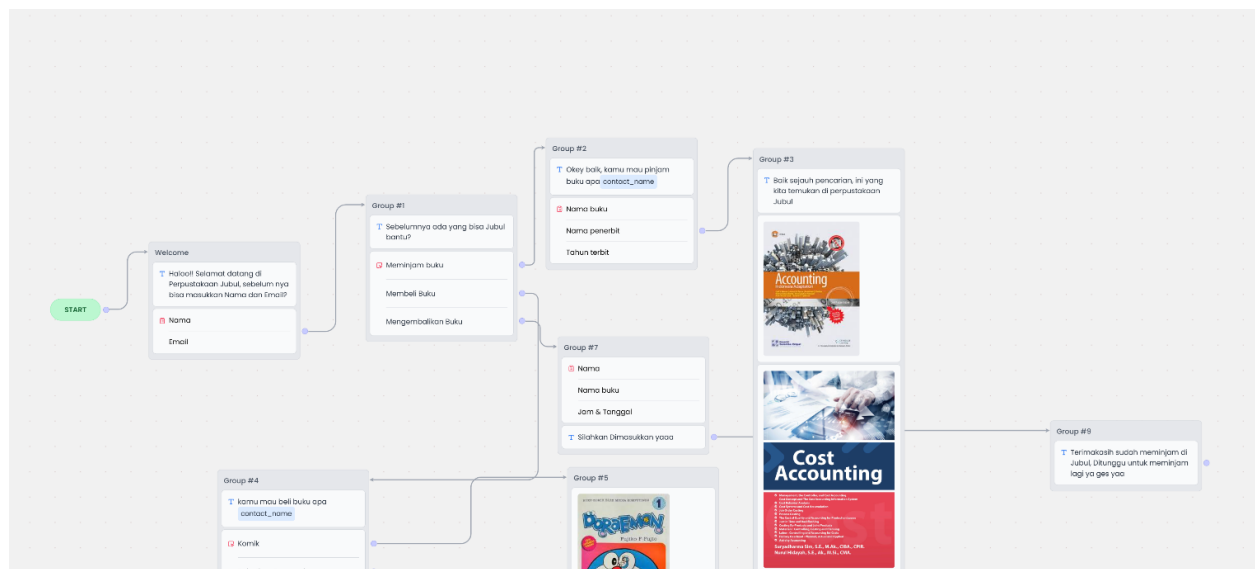 START
Welcome
Haloo!! Selamat datang di
Perpustakaan Jubul, sebelum nya
bisa masukkan Nama dan Email?
Nama
Email
Group #1
Sebelumnya ada yang bisa Jubul
bantu?
Meminjam buku
Membeli Buku
Mengembalikan Buku
Group #2
Okey baik, kamu mau pinjam
buku apa contact_name
Nama buku
Nama penerbit
Tahun terbit
Group #3
Baik sejauh pencarian, ini yang
kita temukan di perpustakaan
Jubul
Accounting
Cost
Accounting
Group #7
Nama
Nama buku
Jam & Tanggal
Silahkan Dimasukkan yaaa
Group #9
Terimakasih sudah meminjam di
Jubul, Ditunggu untuk meminjam
lagi ya ges yaa
Group #4
kamu mau beli buku apa
contact_name
Komik
Group #5
1
DORAEMON